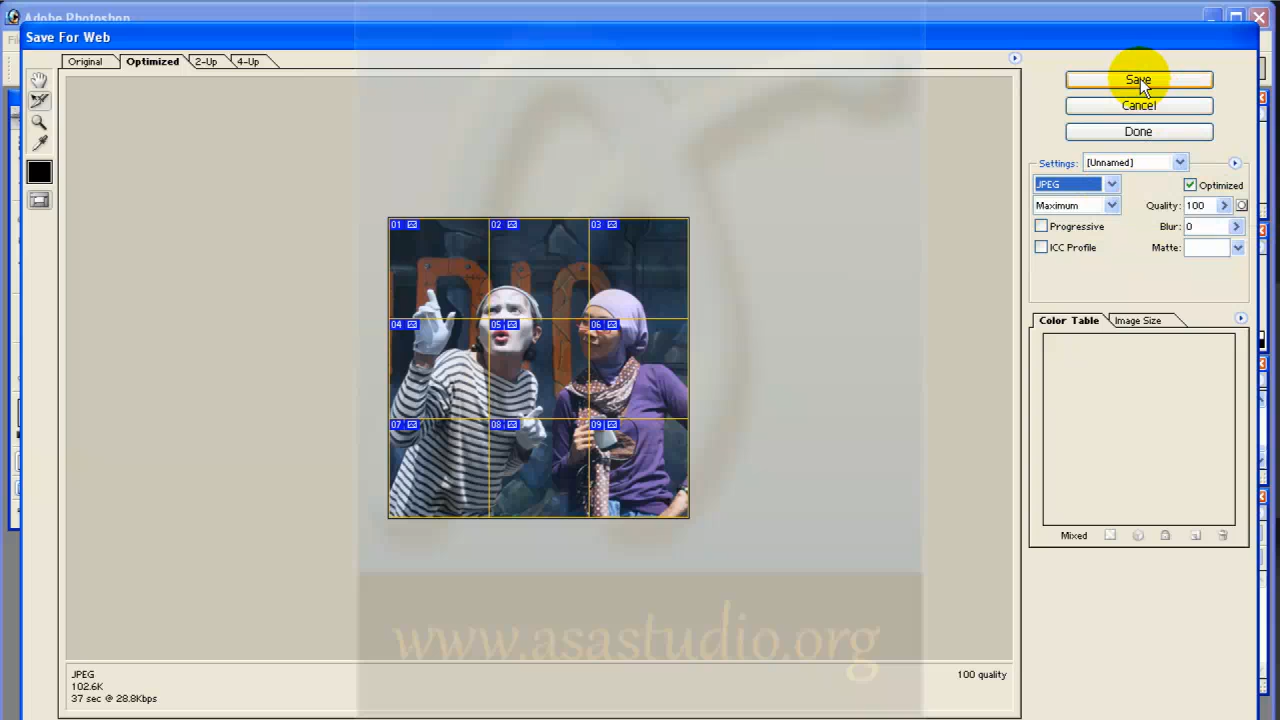 Adobe Photoshop
Save For Web
Original
Optimized
2-Up
4-Up
Save
Cancel
Done
Settings: [Unnamed]
JPEG
Optimized
Maximum
Quality: 100
Progressive
Blur: 0
ICC Profile
Matte:
01 02 03
04 05 06
07 08 09
Color Table
Image Size
Mixed
www.asastudio.org
JPEG
102.6K
37 sec @ 28.8Kbps
100 quality